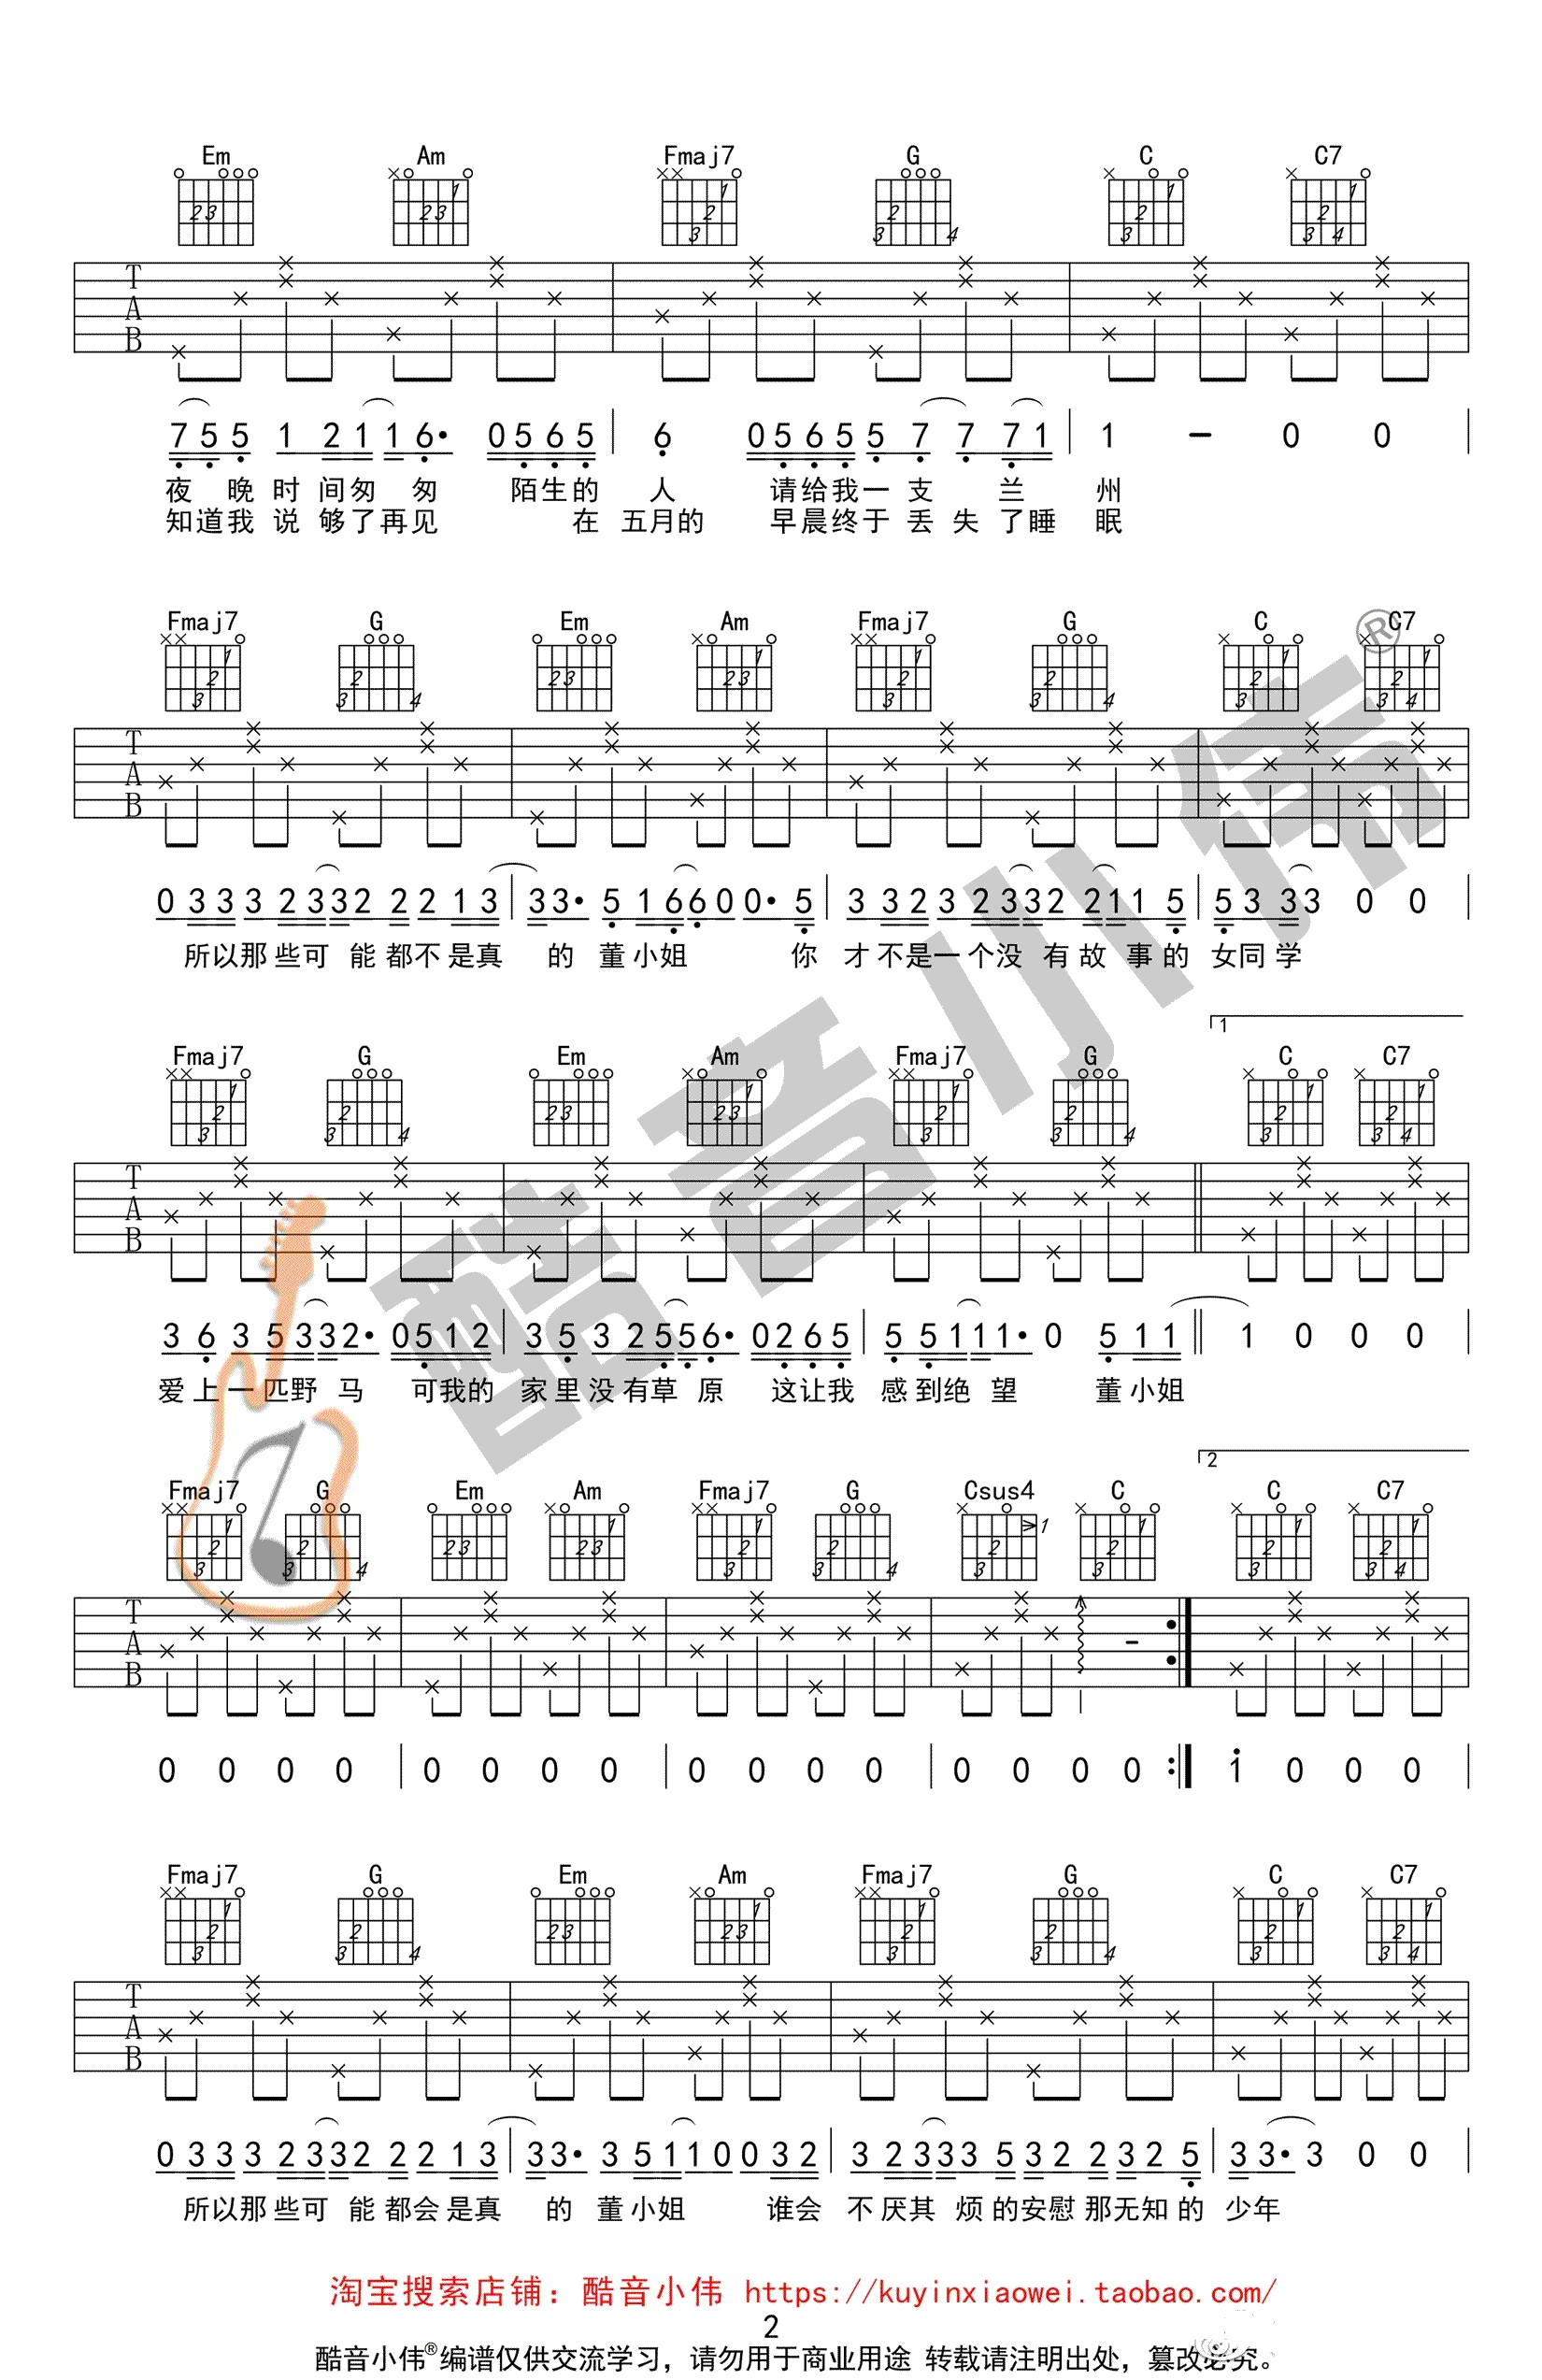 Em Am Fmaj7 G C C7
7 5 5 1 2 1 1 6· 0 5 6 5 | 6 0 5 6 5 5 7 7 7 1 | 1 - 0 0 |
夜 晚 时 间 匆 匆 陌生的 人 请给我一 支 兰 州
知道我 说 够了再见 在 五月的 早晨终于 丢 失 了睡 眠
Fmaj7 G Em Am Fmaj7 G C C7
0 3 3 3 2 3 3 2 2 2 1 3 | 3 3· 5 1 6 6 0 0· 5 | 3 3 2 3 2 3 3 2 2 1 1 5 | 5 3 3 3 0 0 |
所以那些可 能 都不是真 的 董小姐 你 才不是一个没 有故 事的 女同学
1
Fmaj7 G Em Am Fmaj7 G C C7
3 6 3 5 3 3 2· 0 5 1 2 | 3 5 3 2 5 5 6· 0 2 6 5 | 5 5 1 1 1· 0 5 1 1 || 1 0 0 0 |
爱上一匹野 马 可我的 家里没有草 原 这让我 感到绝 望 董小姐
2
Fmaj7 G Em Am Fmaj7 G Csus4 C C C7
0 0 0 0 | 0 0 0 0 | 0 0 0 0 | 0 0 0 0 :| 1 0 0 0 |
Fmaj7 G Em Am Fmaj7 G C C7
0 3 3 3 2 3 3 2 2 2 1 3 | 3 3· 3 5 1 1 0 0 3 2 | 3 2 3 3 3 5 3 2 2 3 2 5 | 3 3· 3 0 0 |
所以那些可 能 都会是真 的 董小姐 谁会 不厌其 烦的安慰 那无知的 少年
酷音小伟®
淘宝搜索店铺：酷音小伟 https://kuyinxiaowei.taobao.com/
2
酷音小伟®编谱仅供交流学习，请勿用于商业用途 转载请注明出处，篡改必究。